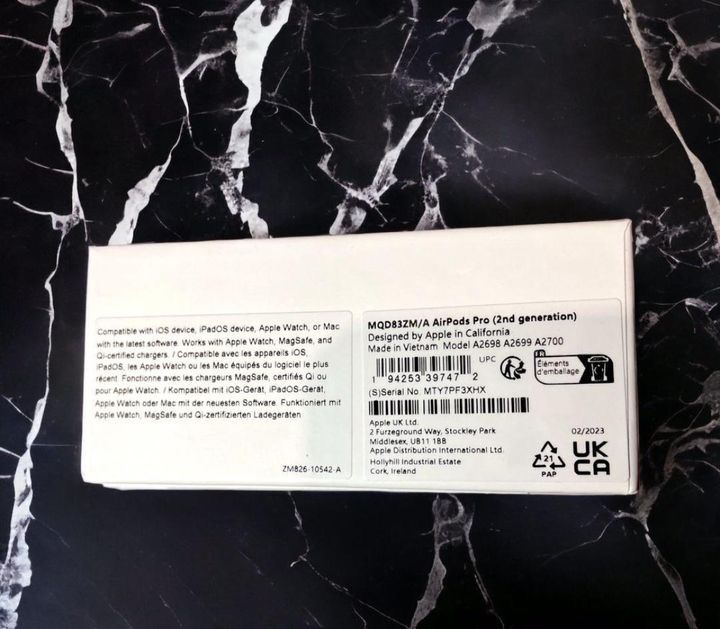 Compatible with iOS device, iPadOS device, Apple Watch, or Mac
with the latest software. Works with Apple Watch, MagSafe, and
Qi-certified chargers. / Compatible avec les appareils iOS,
iPadOS, les Apple Watch ou les Mac équipés du logiciel le plus
récent. Fonctionne avec les chargeurs MagSafe, certifiés Qi ou
pour Apple Watch. / Kompatibel mit iOS-Gerät, iPadOS-Gerät,
Apple Watch oder Mac mit der neuesten Software. Funktioniert mit
Apple Watch, MagSafe und Qi-zertifizierten Ladegeräten
ZM826-10542-A
MQD83ZM/A AirPods Pro (2nd generation)
Designed by Apple in California
Made in Vietnam Model A2698 A2699 A2700
UPC
1 94253 39747 2
FR
Éléments
d'emballage
(S)Serial No. MTY7PF3XHX
Apple UK Ltd.
2 Furzeground Way, Stockley Park
Middlesex, UB11 1BB
Apple Distribution International Ltd.
Hollyhill Industrial Estate
Cork, Ireland
02/2023
21
PAP
UK
CA